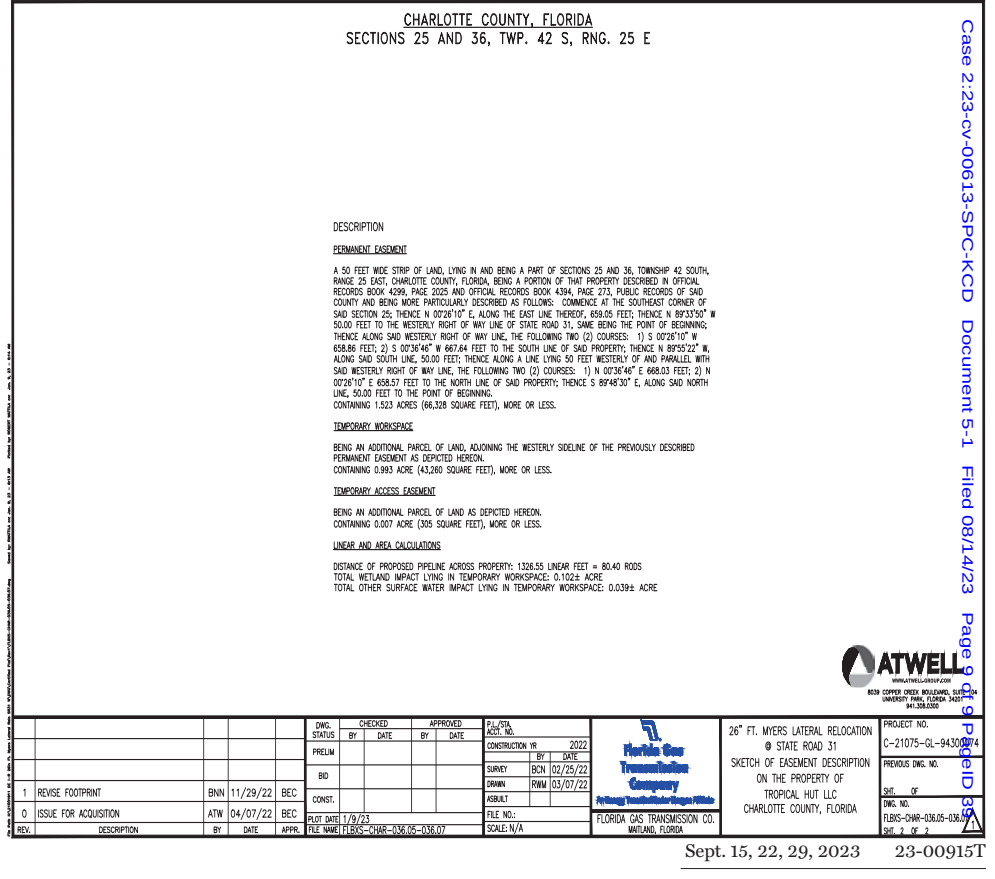 CHARLOTTE COUNTY, FLORIDA
SECTIONS 25 AND 36, TWP. 42 S, RNG. 25 E
Case 2:23-cv-00613-SPC-KCD Document 5-1 Filed 08/14/23 Page 9 of 9 PageID 39
DESCRIPTION
PERMANENT EASEMENT
A 50 FEET WIDE STRIP OF LAND, LYING IN AND BEING A PART OF SECTIONS 25 AND 36, TOWNSHIP 42 SOUTH,
RANGE 25 EAST, CHARLOTTE COUNTY, FLORIDA, BEING A PORTION OF THAT PROPERTY DESCRIBED IN OFFICIAL
RECORDS BOOK 4299, PAGE 2025 AND OFFICIAL RECORDS BOOK 4394, PAGE 273, PUBLIC RECORDS OF SAID
COUNTY AND BEING MORE PARTICULARLY DESCRIBED AS FOLLOWS: COMMENCE AT THE SOUTHEAST CORNER OF
SAID SECTION 25; THENCE N 00°26'10" E, ALONG THE EAST LINE THEREOF, 659.05 FEET; THENCE N 89°33'50" W
50.00 FEET TO THE WESTERLY RIGHT OF WAY LINE OF STATE ROAD 31, SAME BEING THE POINT OF BEGINNING;
THENCE ALONG SAID WESTERLY RIGHT OF WAY LINE, THE FOLLOWING TWO (2) COURSES: 1) S 00°26'10" W
658.86 FEET; 2) S 00°36'46" W 667.64 FEET TO THE SOUTH LINE OF SAID PROPERTY; THENCE N 89°55'22" W,
ALONG SAID SOUTH LINE, 50.00 FEET; THENCE ALONG A LINE LYING 50 FEET WESTERLY OF AND PARALLEL WITH
SAID WESTERLY RIGHT OF WAY LINE, THE FOLLOWING TWO (2) COURSES: 1) N 00°36'46" E 668.03 FEET; 2) N
00°26'10" E 658.57 FEET TO THE NORTH LINE OF SAID PROPERTY; THENCE S 89°48'30" E, ALONG SAID NORTH
LINE, 50.00 FEET TO THE POINT OF BEGINNING.
CONTAINING 1.523 ACRES (66,328 SQUARE FEET), MORE OR LESS.
TEMPORARY WORKSPACE
BEING AN ADDITIONAL PARCEL OF LAND, ADJOINING THE WESTERLY SIDELINE OF THE PREVIOUSLY DESCRIBED
PERMANENT EASEMENT AS DEPICTED HEREON.
CONTAINING 0.993 ACRE (43,260 SQUARE FEET), MORE OR LESS.
TEMPORARY ACCESS EASEMENT
BEING AN ADDITIONAL PARCEL OF LAND AS DEPICTED HEREON.
CONTAINING 0.007 ACRE (305 SQUARE FEET), MORE OR LESS.
LINEAR AND AREA CALCULATIONS
DISTANCE OF PROPOSED PIPELINE ACROSS PROPERTY: 1326.55 LINEAR FEET = 80.40 RODS
TOTAL WETLAND IMPACT LYING IN TEMPORARY WORKSPACE: 0.102± ACRE
TOTAL OTHER SURFACE WATER IMPACT LYING IN TEMPORARY WORKSPACE: 0.039± ACRE
ATWELL
WWW.ATWELL-GROUP.COM
8039 COPPER CREEK BOULEVARD, SUITE 104
UNIVERSITY PARK, FLORIDA 34201
941.308.0300
1 REVISE FOOTPRINT BNN 11/29/22 BEC
0 ISSUE FOR ACQUISITION ATW 04/07/22 BEC
REV. DESCRIPTION BY DATE APPR.
DWG. STATUS CHECKED APPROVED
BY DATE BY DATE
PRELIM
BID
CONST.
PLOT DATE 1/9/23
FILE NAME FLBXS-CHAR-036.05-036.07
P.L./STA.
ACCT. NO.
CONSTRUCTION YR 2022
BY DATE
SURVEY BCN 02/25/22
DRAWN RWM 03/07/22
ASBUILT
FILE NO.:
SCALE: N/A
Florida Gas
Transmission
Company
FLORIDA GAS TRANSMISSION CO.
MAITLAND, FLORIDA
26" FT. MYERS LATERAL RELOCATION
@ STATE ROAD 31
SKETCH OF EASEMENT DESCRIPTION
ON THE PROPERTY OF
TROPICAL HUT LLC
CHARLOTTE COUNTY, FLORIDA
PROJECT NO.
C-21075-GL-94300974
PREVIOUS DWG. NO.
SHT. OF
DWG. NO.
FLBXS-CHAR-036.05-036.07
SHT. 2 OF 2
1
Sept. 15, 22, 29, 2023 23-00915T